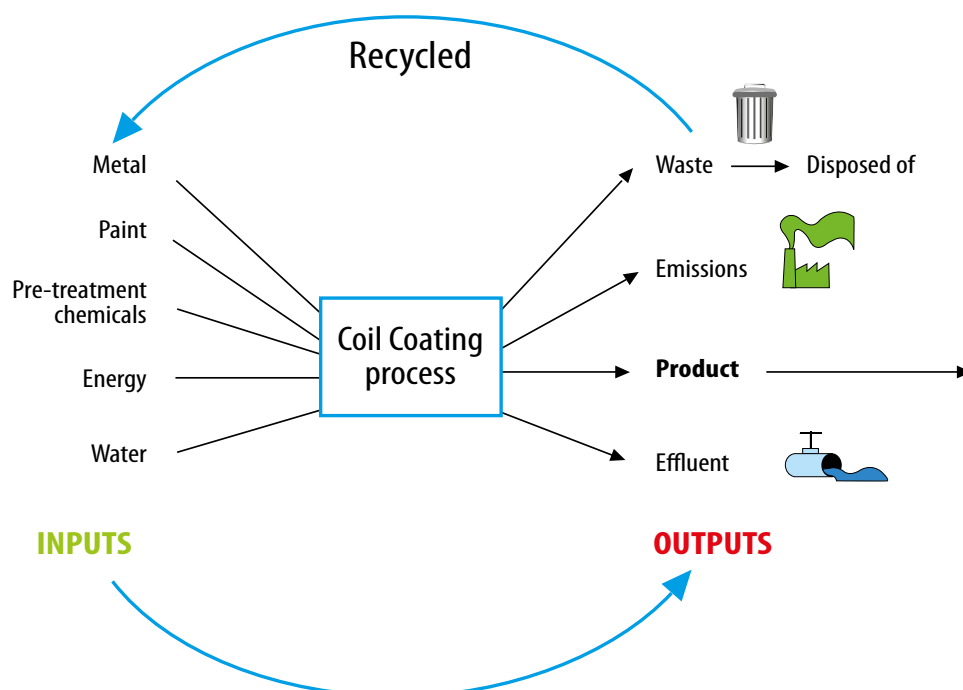 Recycled
Metal
Waste
Disposed of
Paint
Emissions
Pre-treatment
chemicals
Coil Coating
process
Energy
Product
Water
Effluent
INPUTS
OUTPUTS